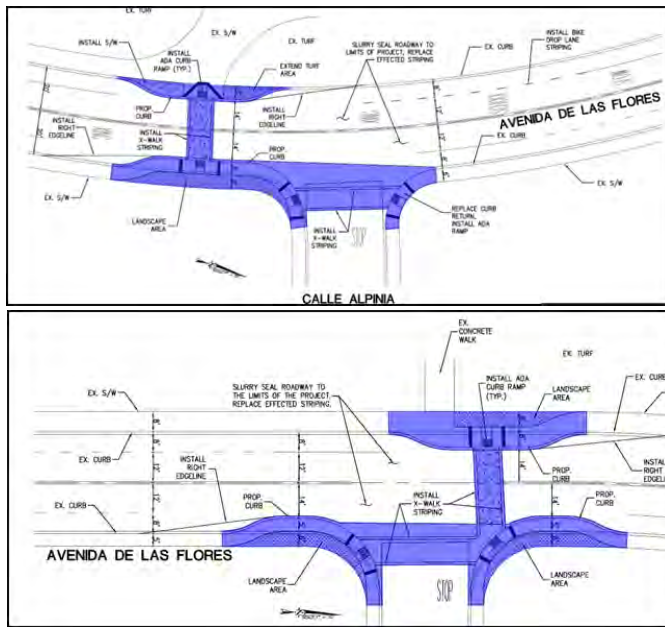 EX. TURF
INSTALL S/W
INSTALL
ADA CURB
RAMP (TYP.)
EX. S/W
EX. TURF
EXTEND TURF
AREA
SLURRY SEAL ROADWAY TO
LIMITS OF PROJECT, REPLACE
EFFECTED STRIPING.
EX. CURB
INSTALL BIKE
DROP LANE
STRIPING
AVENIDA DE LAS FLORES
PROP.
CURB
INSTALL
RIGHT
EDGELINE
INSTALL
RIGHT
EDGELINE
INSTALL
X-WALK
STRIPING
PROP.
CURB
EX. CURB
EX. S/W
EX. S/W
LANDSCAPE
AREA
INSTALL
X-WALK
STRIPING
STOP
REPLACE CURB
RETURN,
INSTALL ADA
RAMP
CALLE ALPINIA
EX.
CONCRETE
WALK
EX. TURF
EX. S/W
SLURRY SEAL ROADWAY TO
THE LIMITS OF THE PROJECT.
REPLACE EFFECTED STRIPING.
INSTALL ADA
CURB RAMP
(TYP.)
LANDSCAPE
AREA
EX. CURB
EX. CURB
INSTALL
RIGHT
EDGELINE
PROP.
CURB
INSTALL
RIGHT
EDGELINE
EX. CURB
PROP.
CURB
INSTALL
X-WALK
STRIPING
PROP.
CURB
AVENIDA DE LAS FLORES
LANDSCAPE
AREA
STOP
LANDSCAPE
AREA